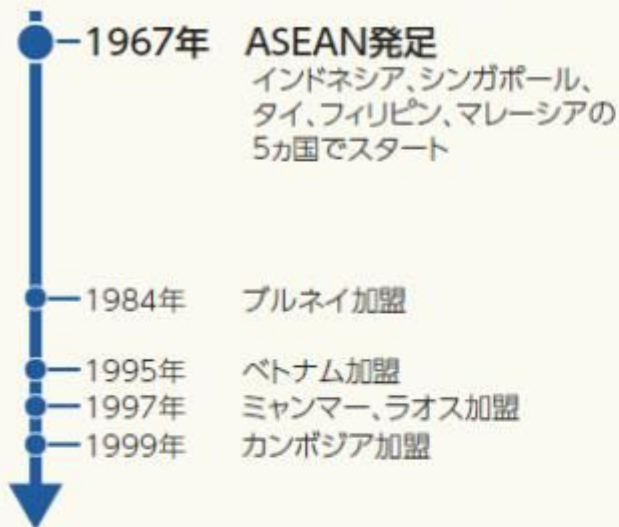 1967年 ASEAN発足
インドネシア、シンガポール、
タイ、フィリピン、マレーシアの
5ヵ国でスタート
1984年 ブルネイ加盟
1995年 ベトナム加盟
1997年 ミャンマー、ラオス加盟
1999年 カンボジア加盟